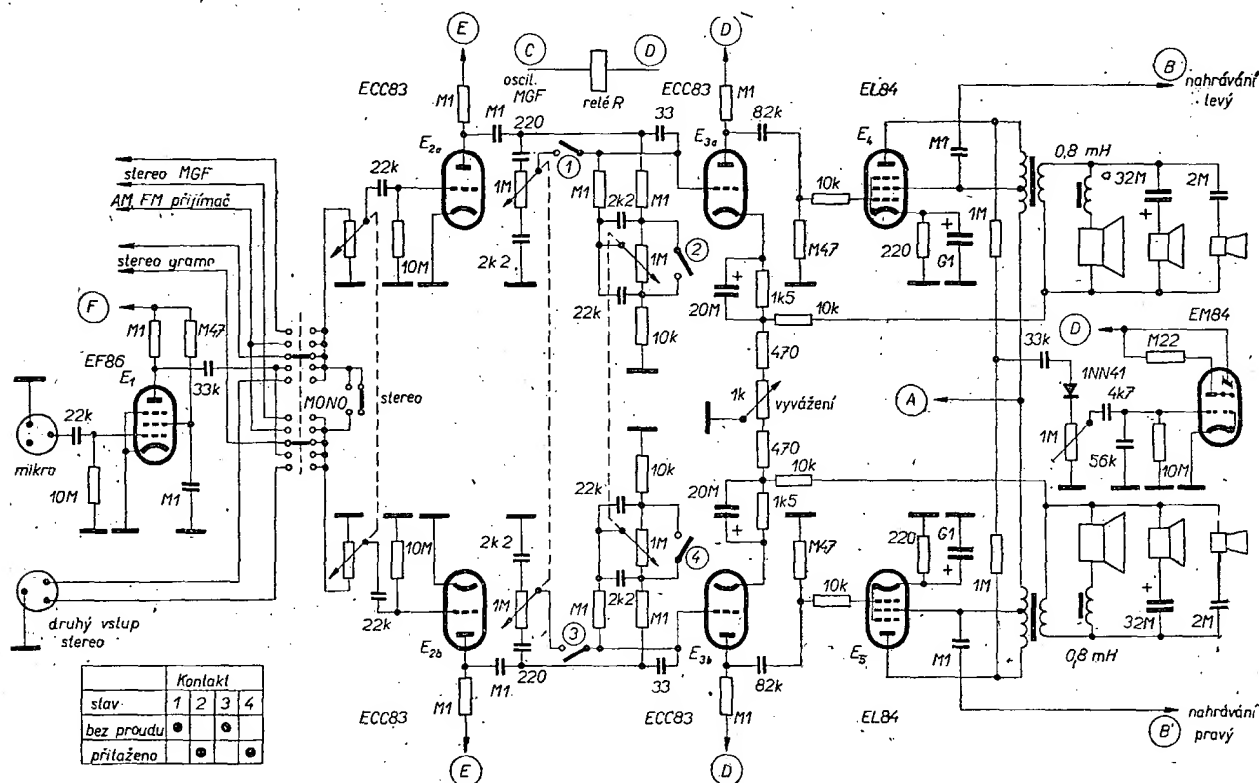 E
C
D
D
B
nahrávání
levý
ECC83
oscil.
MGF
relé R
ECC83
EL84
M1
M1
220
33
M1
82k
M1
0,8 mH
32M
2M
E2a
E3a
E4
22k
1M
1
M1
2k2
M1
10k
1M
stereo MGF
AM, FM přijímač
stereo gramo
10M
2k2
1M
2
M47
220
G1
22k
10k
20M
1k5
10k
F
M1
M47
EF86
E1
33k
MONO
stereo
470
1k
vyvážení
470
A
D
33k
M22
EM84
1NN41
4k7
1M
56k
10M
22k
mikro
10M
M1
10k
22k
20M
1k5
10k
10M
2k2
1M
1M
4
2k2
M47
220
G1
1M
10k
22k
1M
M1
M1
3
220
33
82k
M1
32M
2M
0,8 mH
druhý vstup
stereo
E2b
E3b
E5
M1
M1
M1
ECC83
ECC83
EL84
E
D
B'
nahrávání
pravý
Kontakt
stav 1 2 3 4
bez proudu
přitaženo